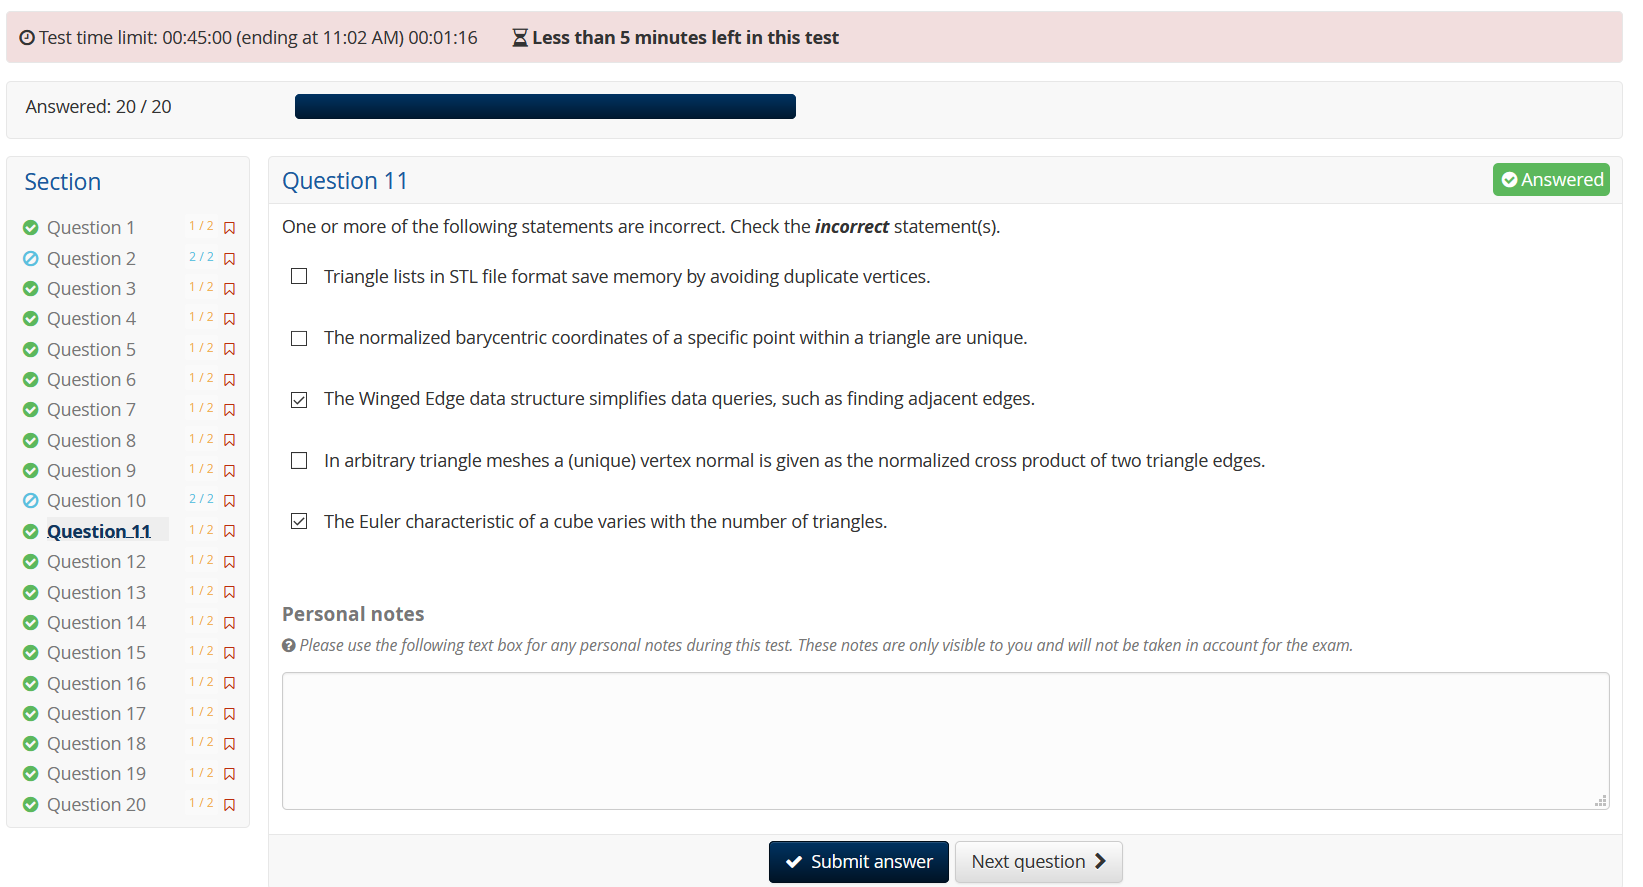 Test time limit: 00:45:00 (ending at 11:02 AM) 00:01:16 Less than 5 minutes left in this test
Answered: 20 / 20
Section
Question 1 1 / 2
Question 2 2 / 2
Question 3 1 / 2
Question 4 1 / 2
Question 5 1 / 2
Question 6 1 / 2
Question 7 1 / 2
Question 8 1 / 2
Question 9 1 / 2
Question 10 2 / 2
Question 11 1 / 2
Question 12 1 / 2
Question 13 1 / 2
Question 14 1 / 2
Question 15 1 / 2
Question 16 1 / 2
Question 17 1 / 2
Question 18 1 / 2
Question 19 1 / 2
Question 20 1 / 2
Question 11
Answered
One or more of the following statements are incorrect. Check the incorrect statement(s).
Triangle lists in STL file format save memory by avoiding duplicate vertices.
The normalized barycentric coordinates of a specific point within a triangle are unique.
The Winged Edge data structure simplifies data queries, such as finding adjacent edges.
In arbitrary triangle meshes a (unique) vertex normal is given as the normalized cross product of two triangle edges.
The Euler characteristic of a cube varies with the number of triangles.
Personal notes
Please use the following text box for any personal notes during this test. These notes are only visible to you and will not be taken in account for the exam.
Submit answer
Next question